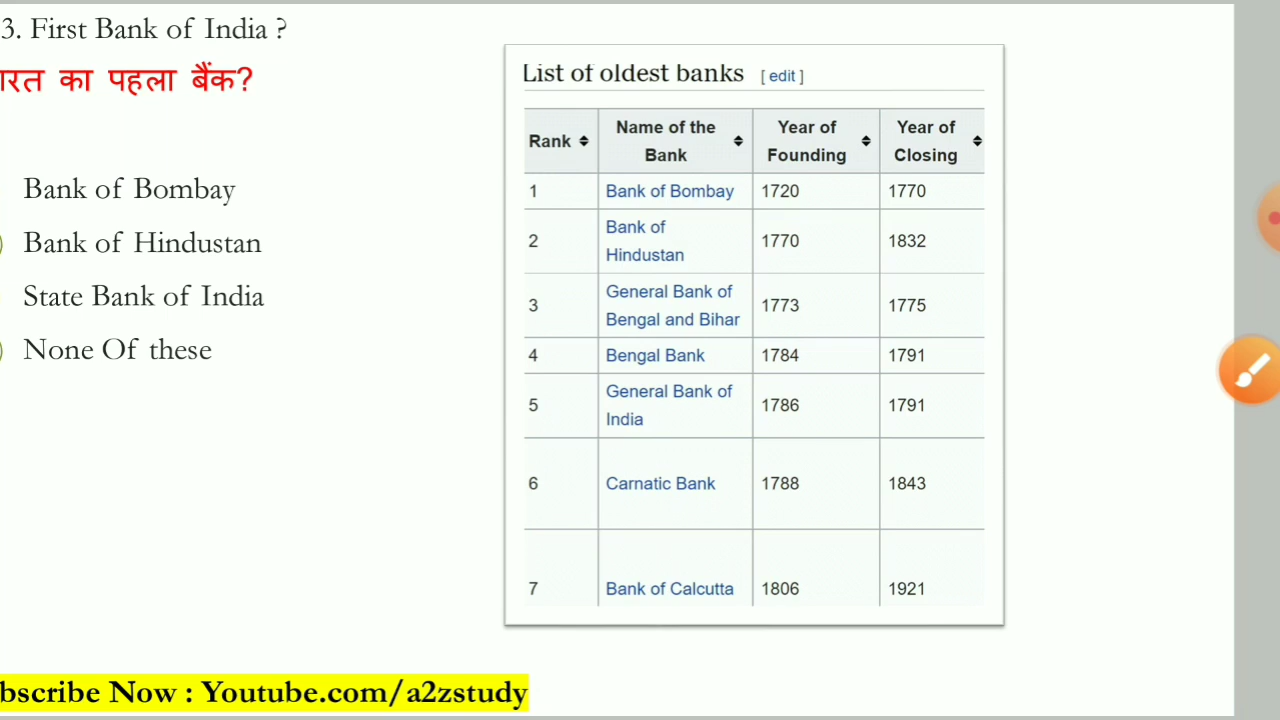 3. First Bank of India ?
ारत का पहला बैंक?
Bank of Bombay
) Bank of Hindustan
State Bank of India
) None Of these
List of oldest banks [ edit ]
Rank Name of the Bank Year of Founding Year of Closing
1 Bank of Bombay 1720 1770
2 Bank of Hindustan 1770 1832
3 General Bank of Bengal and Bihar 1773 1775
4 Bengal Bank 1784 1791
5 General Bank of India 1786 1791
6 Carnatic Bank 1788 1843
7 Bank of Calcutta 1806 1921
bscribe Now : Youtube.com/a2zstudy